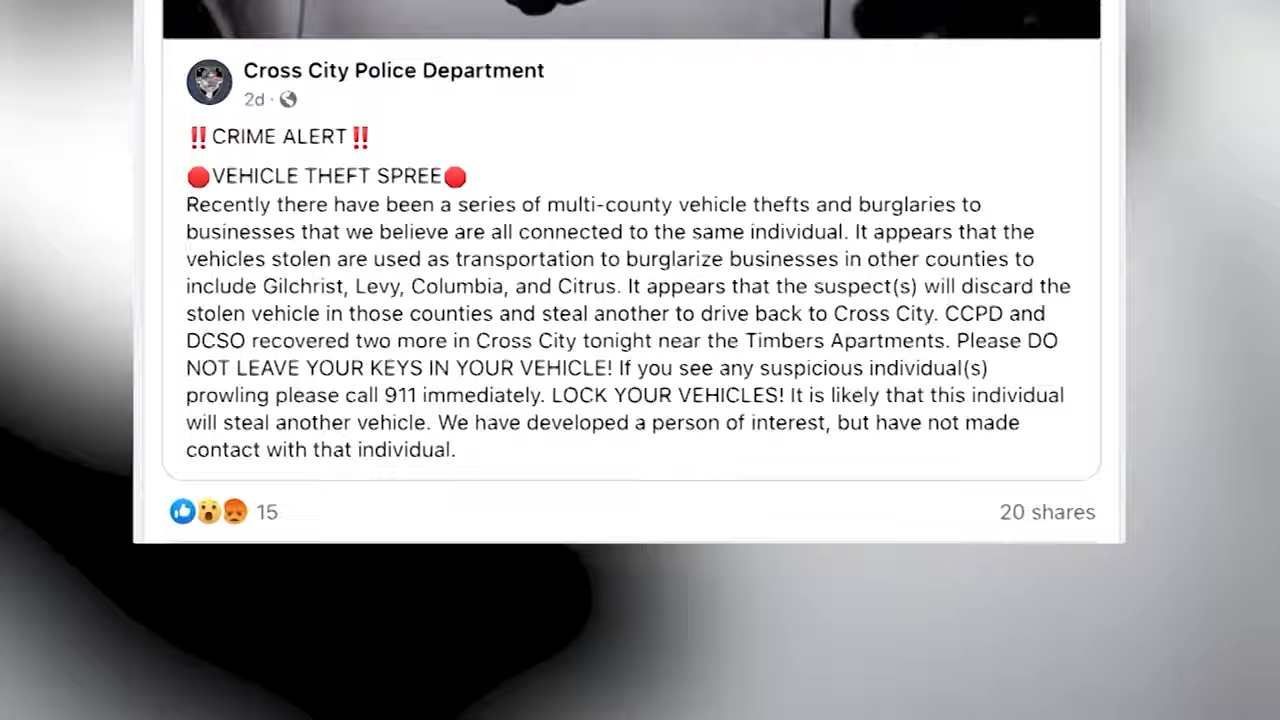 Cross City Police Department
2d ·
‼️CRIME ALERT‼️
🔴VEHICLE THEFT SPREE🔴
Recently there have been a series of multi-county vehicle thefts and burglaries to
businesses that we believe are all connected to the same individual. It appears that the
vehicles stolen are used as transportation to burglarize businesses in other counties to
include Gilchrist, Levy, Columbia, and Citrus. It appears that the suspect(s) will discard the
stolen vehicle in those counties and steal another to drive back to Cross City. CCPD and
DCSO recovered two more in Cross City tonight near the Timbers Apartments. Please DO
NOT LEAVE YOUR KEYS IN YOUR VEHICLE! If you see any suspicious individual(s)
prowling please call 911 immediately. LOCK YOUR VEHICLES! It is likely that this individual
will steal another vehicle. We have developed a person of interest, but have not made
contact with that individual.
15
20 shares